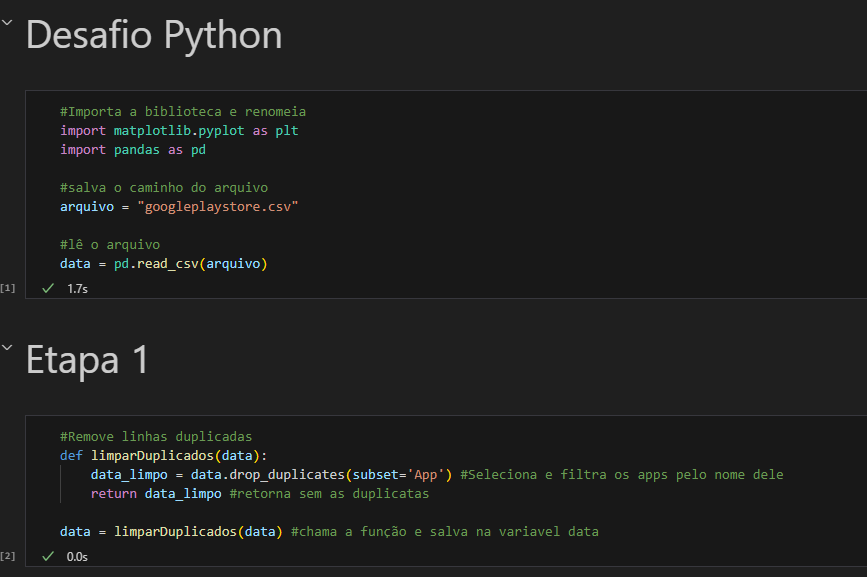 Desafio Python
#Importa a biblioteca e renomeia
import matplotlib.pyplot as plt
import pandas as pd
#salva o caminho do arquivo
arquivo = "googleplaystore.csv"
#lê o arquivo
data = pd.read_csv(arquivo)
[1] ✓ 1.7s
Etapa 1
#Remove linhas duplicadas
def limparDuplicados(data):
    data_limpo = data.drop_duplicates(subset='App') #Seleciona e filtra os apps pelo nome dele
    return data_limpo #retorna sem as duplicatas
data = limparDuplicados(data) #chama a função e salva na variavel data
[2] ✓ 0.0s